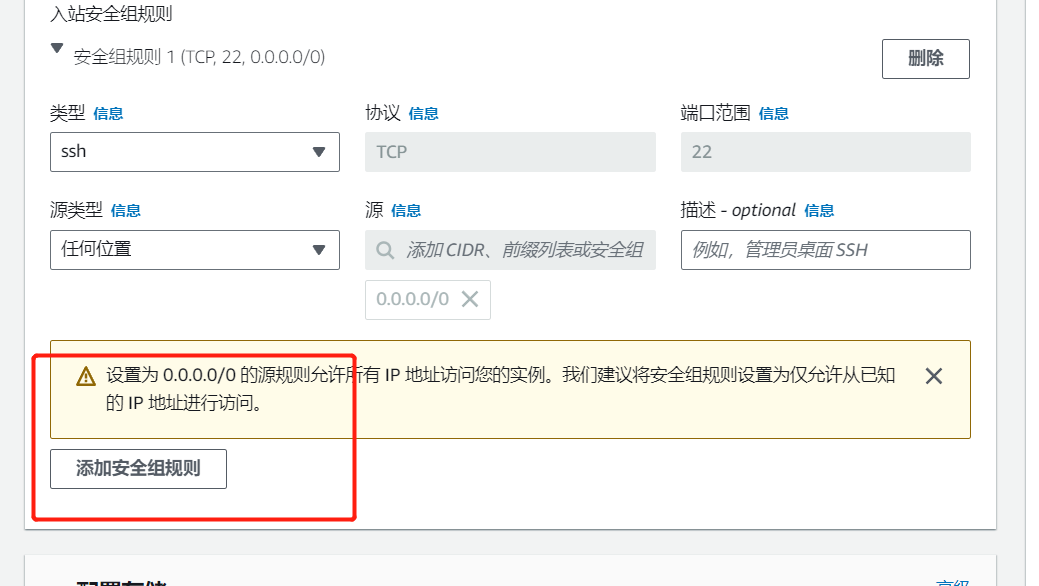 入站安全组规则
安全组规则 1 (TCP, 22, 0.0.0.0/0)
删除
类型 信息
协议 信息
端口范围 信息
ssh
TCP
22
源类型 信息
源 信息
描述 - optional 信息
任何位置
添加 CIDR、前缀列表或安全组
例如，管理员桌面 SSH
0.0.0.0/0
设置为 0.0.0.0/0 的源规则允许所有 IP 地址访问您的实例。我们建议将安全组规则设置为仅允许从已知
的 IP 地址进行访问。
添加安全组规则
配置存储
高级